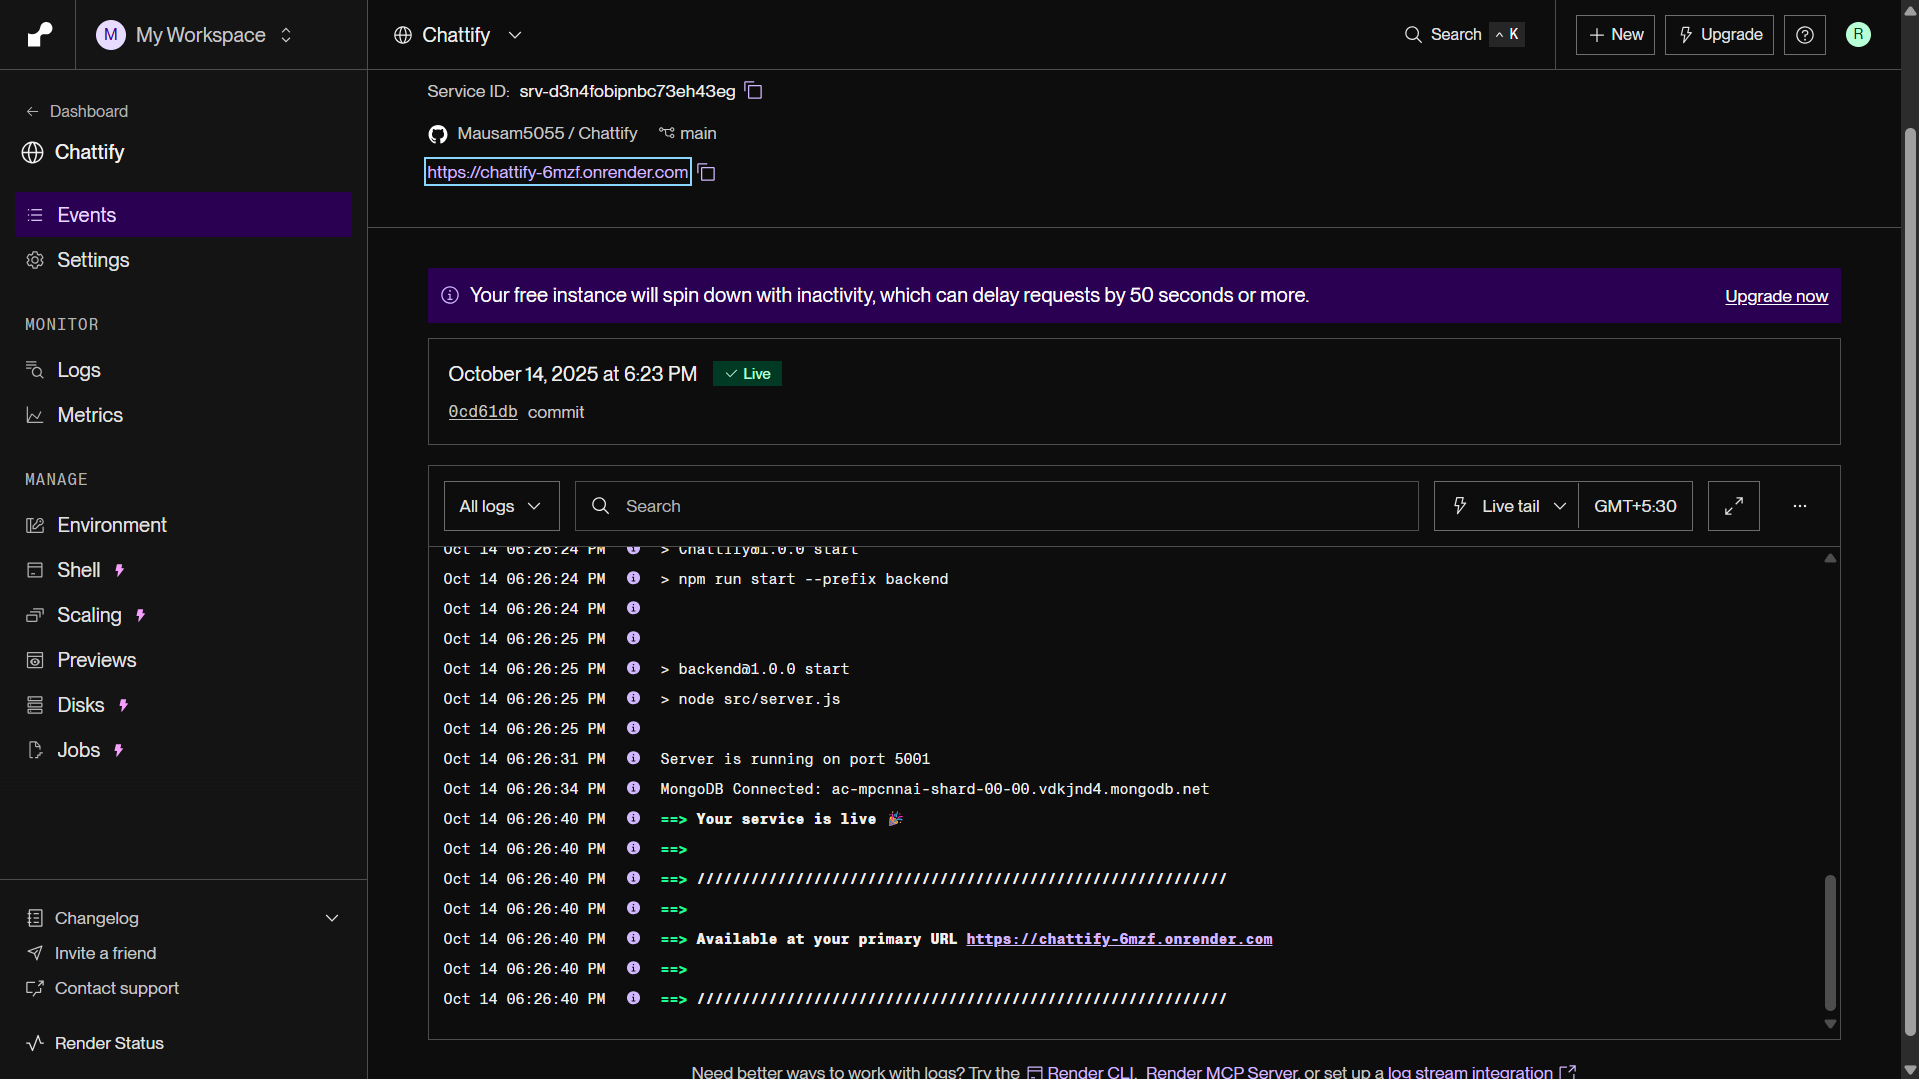 M My Workspace
Chattify
Search ^ K
+ New
Upgrade
R
← Dashboard
Chattify
Events
Settings
MONITOR
Logs
Metrics
MANAGE
Environment
Shell
Scaling
Previews
Disks
Jobs
Changelog
Invite a friend
Contact support
Render Status
Service ID: srv-d3n4fobipnbc73eh43eg
Mausam5055 / Chattify main
https://chattify-6mzf.onrender.com
Your free instance will spin down with inactivity, which can delay requests by 50 seconds or more.
Upgrade now
October 14, 2025 at 6:23 PM Live
0cd61db commit
All logs
Search
Live tail
GMT+5:30
Oct 14 06:26:24 PM > Chattify@1.0.0 start
Oct 14 06:26:24 PM > npm run start --prefix backend
Oct 14 06:26:24 PM
Oct 14 06:26:25 PM
Oct 14 06:26:25 PM > backend@1.0.0 start
Oct 14 06:26:25 PM > node src/server.js
Oct 14 06:26:25 PM
Oct 14 06:26:31 PM Server is running on port 5001
Oct 14 06:26:34 PM MongoDB Connected: ac-mpcnnai-shard-00-00.vdkjnd4.mongodb.net
Oct 14 06:26:40 PM ==> Your service is live 🎉
Oct 14 06:26:40 PM ==>
Oct 14 06:26:40 PM ==> ///////////////////////////////////////////////////////////
Oct 14 06:26:40 PM ==>
Oct 14 06:26:40 PM ==> Available at your primary URL https://chattify-6mzf.onrender.com
Oct 14 06:26:40 PM ==>
Oct 14 06:26:40 PM ==> ///////////////////////////////////////////////////////////
Need better ways to work with logs? Try the Render CLI, Render MCP Server, or set up a log stream integration